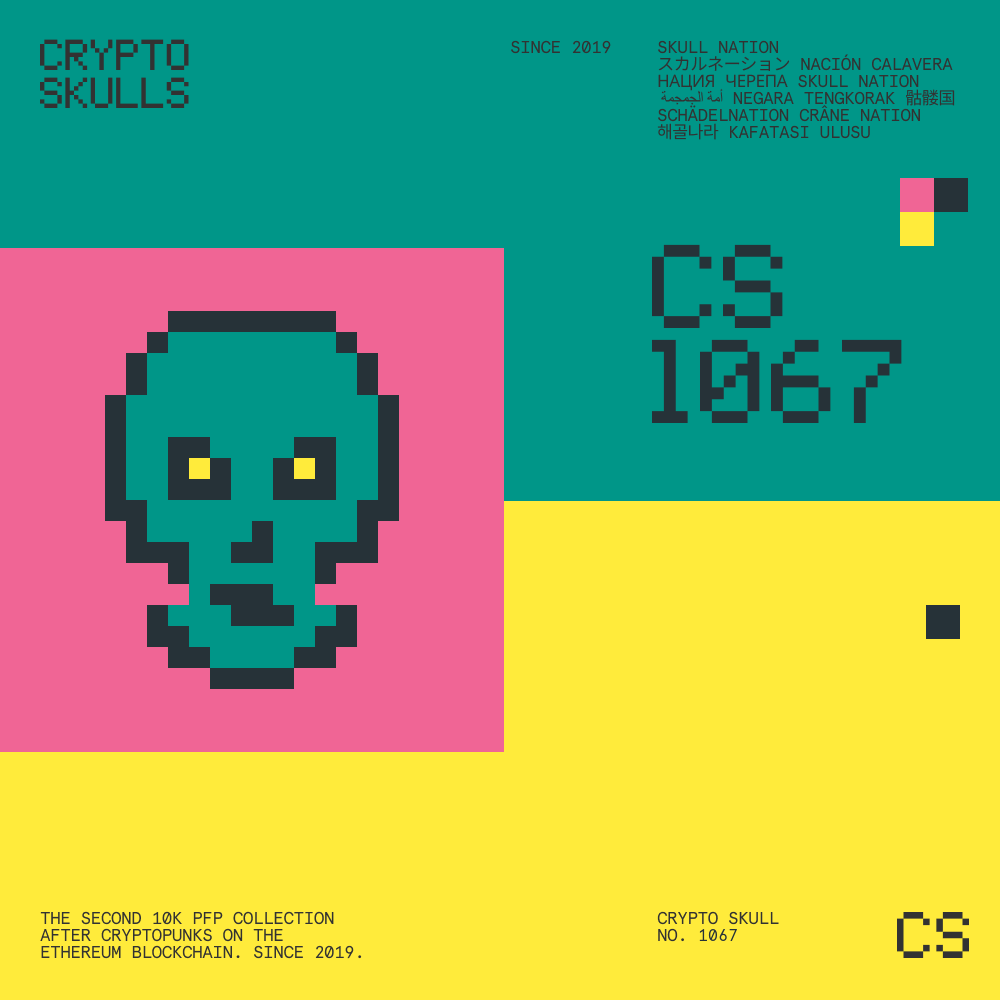 CRYPTO
SKULLS
SINCE 2019
SKULL NATION
スカルネーション NACIÓN CALAVERA
НАЦИЯ ЧЕРЕПА SKULL NATION
أمة الجمجمة NEGARA TENGKORAK 骷髅国
SCHÄDELNATION CRÂNE NATION
해골나라 KAFATASI ULUSU
CS
1067
THE SECOND 10K PFP COLLECTION
AFTER CRYPTOPUNKS ON THE
ETHEREUM BLOCKCHAIN. SINCE 2019.
CRYPTO SKULL
NO. 1067
CS